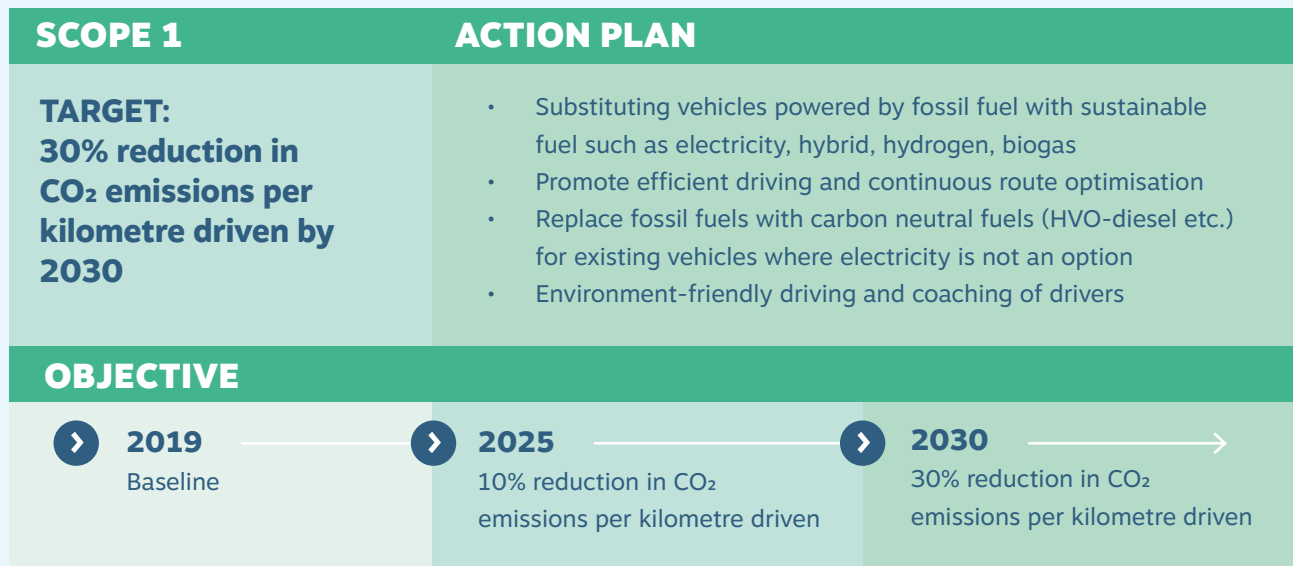 SCOPE 1
ACTION PLAN
TARGET:
30% reduction in
CO₂ emissions per
kilometre driven by
2030
• Substituting vehicles powered by fossil fuel with sustainable
fuel such as electricity, hybrid, hydrogen, biogas
• Promote efficient driving and continuous route optimisation
• Replace fossil fuels with carbon neutral fuels (HVO-diesel etc.)
for existing vehicles where electricity is not an option
• Environment-friendly driving and coaching of drivers
OBJECTIVE
2019
Baseline
2025
10% reduction in CO₂
emissions per kilometre driven
2030
30% reduction in CO₂
emissions per kilometre driven